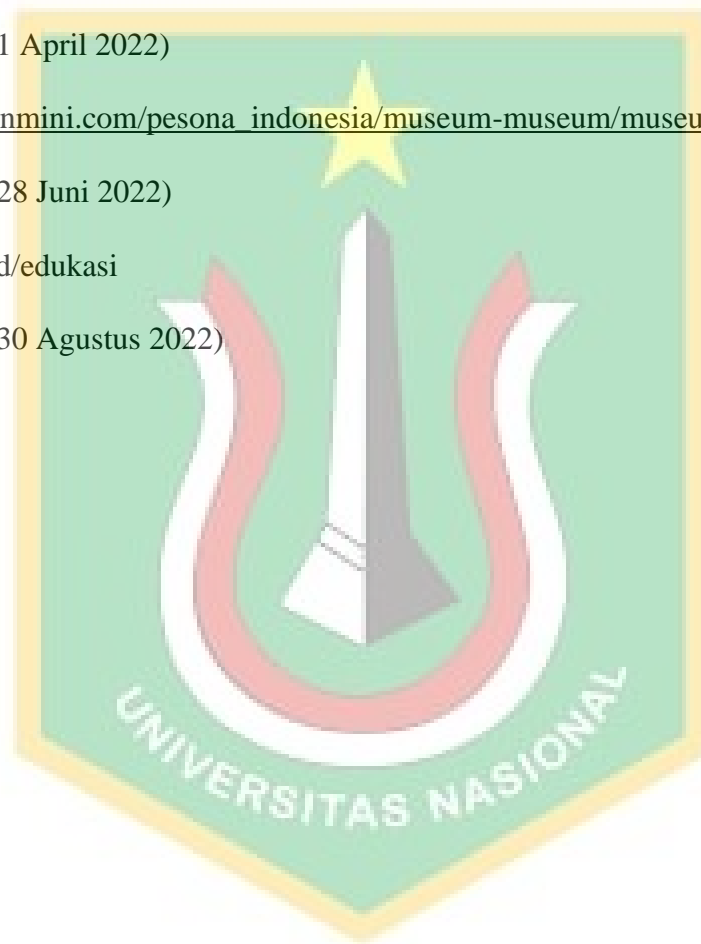 1 April 2022)
nmini.com/pesona_indonesia/museum-museum/museu
28 Juni 2022)
d/edukasi
30 Agustus 2022)
UNIVERSITAS NASIONAL